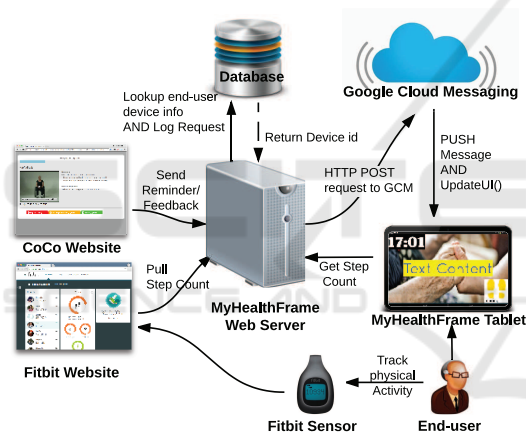 Database
Google Cloud Messaging
Lookup end-user
device info
AND Log Request
Return Device id
PUSH
Message
AND
UpdateUI()
HTTP POST
request to GCM
Send
Reminder/
Feedback
CoCo Website
17:01
Text Content
Get Step
Count
Pull
Step Count
MyHealthFrame
Web Server
MyHealthFrame Tablet
Fitbit Website
Track
physical
Activity
Fitbit Sensor
End-user